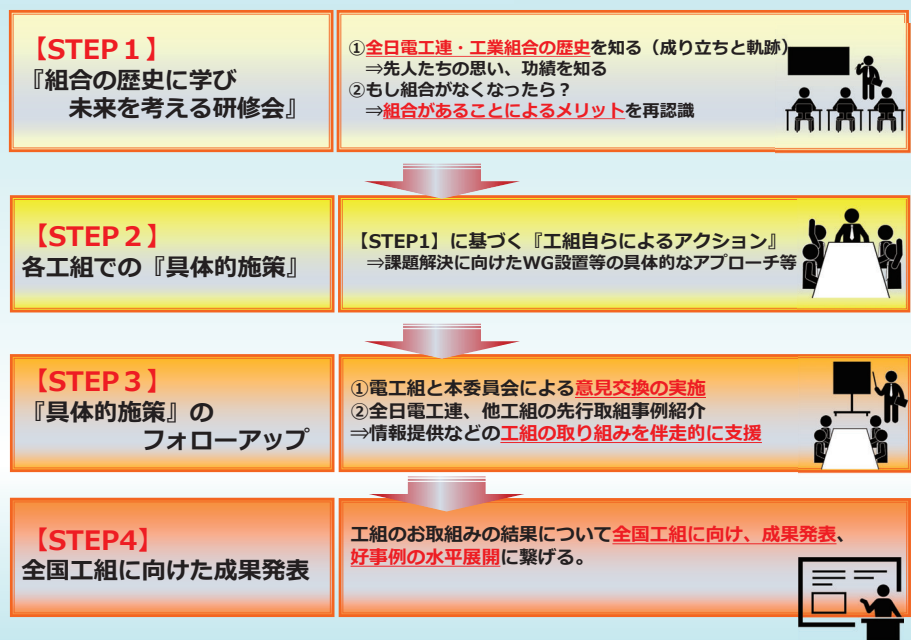 【STEP１】
『組合の歴史に学び
未来を考える研修会』
①全日電工連・工業組合の歴史を知る（成り立ちと軌跡）
⇒先人たちの思い、功績を知る
②もし組合がなくなったら？
⇒組合があることによるメリットを再認識
【STEP２】
各工組での『具体的施策』
【STEP1】に基づく『工組自らによるアクション』
⇒課題解決に向けたWG設置等の具体的なアプローチ等
【STEP３】
『具体的施策』の
フォローアップ
①電工組と本委員会による意見交換の実施
②全日電工連、他工組の先行取組事例紹介
⇒情報提供などの工組の取り組みを伴走的に支援
【STEP4】
全国工組に向けた成果発表
工組のお取組みの結果について全国工組に向け、成果発表、
好事例の水平展開に繋げる。